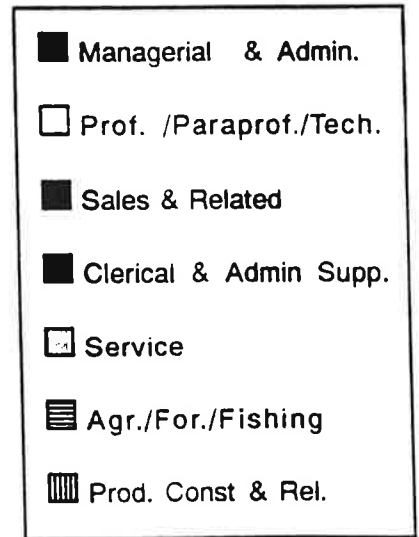 Managerial & Admin.
Prof. /Paraprof./Tech.
Sales & Related
Clerical & Admin Supp.
Service
Agr./For./Fishing
Prod. Const & Rel.